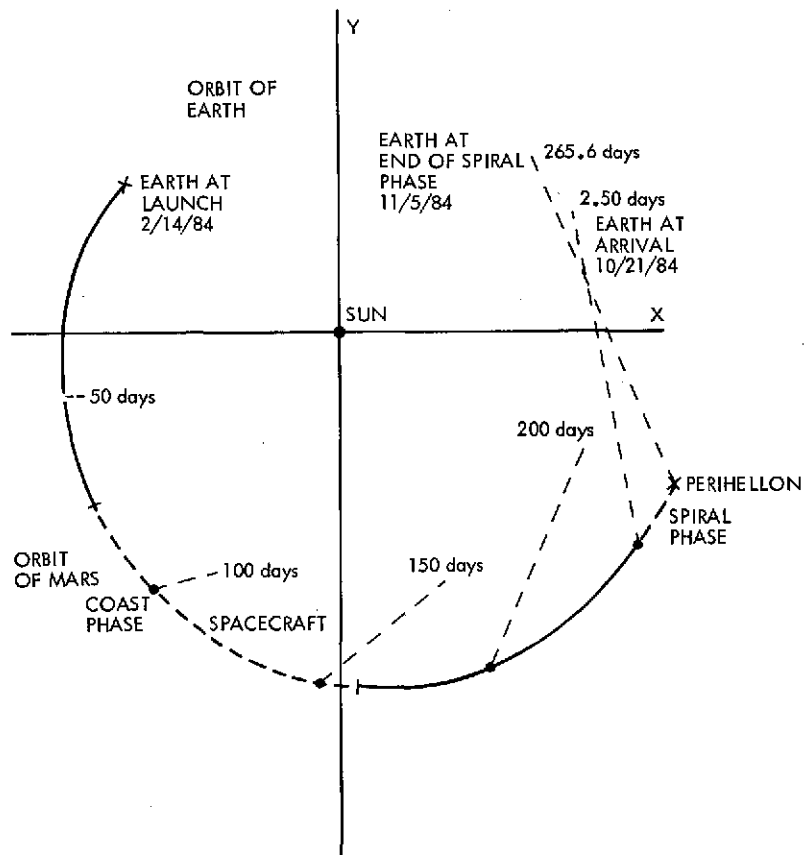 Y
ORBIT OF
EARTH
EARTH AT
END OF SPIRAL
PHASE
11/5/84
265.6 days
2.50 days
EARTH AT
ARRIVAL
10/21/84
EARTH AT
LAUNCH
2/14/84
SUN
X
50 days
200 days
PERIHELLON
SPIRAL
PHASE
ORBIT
OF MARS
100 days
150 days
COAST
PHASE
SPACECRAFT